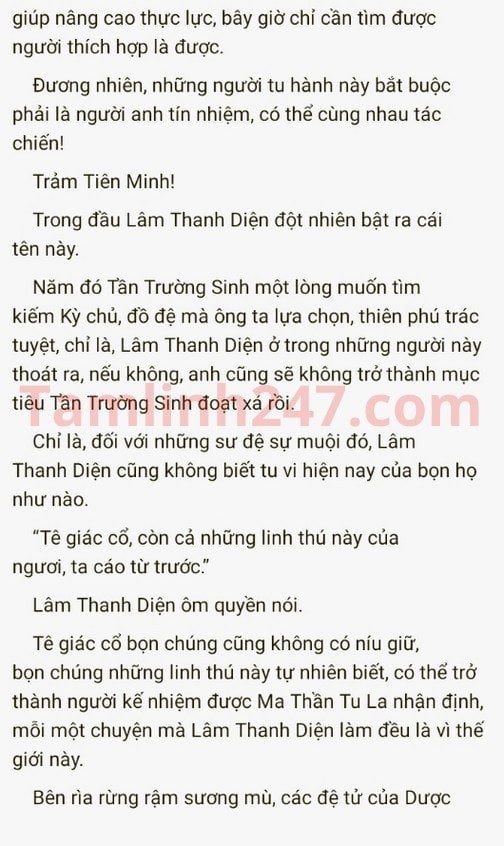 giúp nâng cao thực lực, bây giờ chỉ cần tìm được
người thích hợp là được.
Đương nhiên, những người tu hành này bắt buộc
phải là người anh tín nhiệm, có thể cùng nhau tác
chiến!
Trảm Tiên Minh!
Trong đầu Lâm Thanh Diện đột nhiên bật ra cái
tên này.
Năm đó Tần Trường Sinh một lòng muốn tìm
kiếm Kỳ chủ, đồ đệ mà ông ta lựa chọn, thiên phú trác
tuyệt, chỉ là, Lâm Thanh Diện ở trong những người này
thoát ra, nếu không, anh cũng sẽ không trở thành mục
tiêu Tần Trường Sinh đoạt xá rồi.
Tamlinh247.com
Chỉ là, đối với những sư đệ sự muội đó, Lâm
Thanh Diện cũng không biết tu vi hiện nay của bọn họ
như nào.
“Tê giác cổ, còn cả những linh thú này của
ngươi, ta cáo từ trước.”
Lâm Thanh Diện ôm quyền nói.
Tê giác cổ bọn chúng cũng không có níu giữ,
bọn chúng những linh thú này tự nhiên biết, có thể trở
thành người kế nhiệm được Ma Thần Tu La nhận định,
mỗi một chuyện mà Lâm Thanh Diện làm đều là vì thế
giới này.
Bên rìa rừng rậm sương mù, các đệ tử của Dược